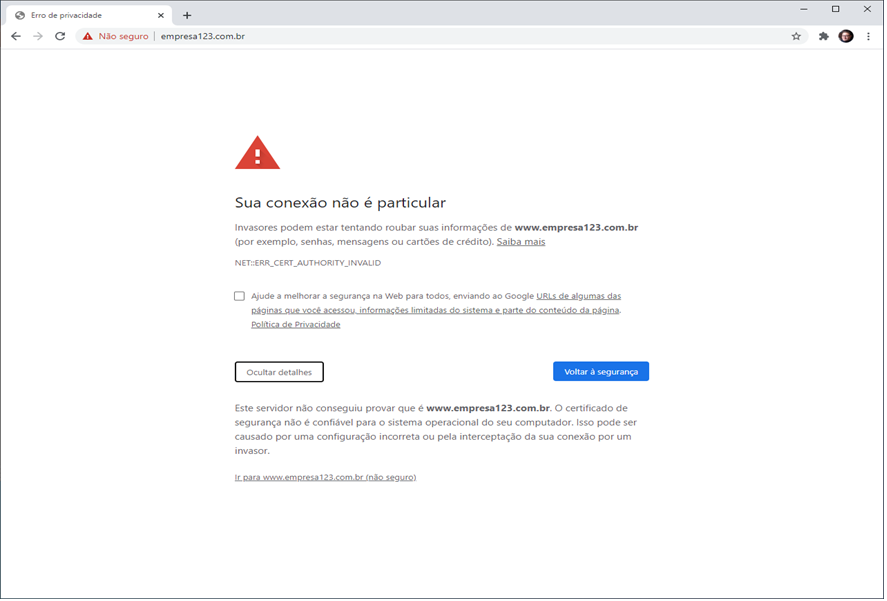 Erro de privacidade
Não seguro
empresa123.com.br
Sua conexão não é particular
Invasores podem estar tentando roubar suas informações de www.empresa123.com.br
(por exemplo, senhas, mensagens ou cartões de crédito). Saiba mais
NET::ERR_CERT_AUTHORITY_INVALID
Ajude a melhorar a segurança na Web para todos, enviando ao Google URLs de algumas das
páginas que você acessou, informações limitadas do sistema e parte do conteúdo da página.
Política de Privacidade
Ocultar detalhes
Voltar à segurança
Este servidor não conseguiu provar que é www.empresa123.com.br. O certificado de
segurança não é confiável para o sistema operacional do seu computador. Isso pode ser
causado por uma configuração incorreta ou pela interceptação da sua conexão por um
invasor.
Ir para www.empresa123.com.br (não seguro)